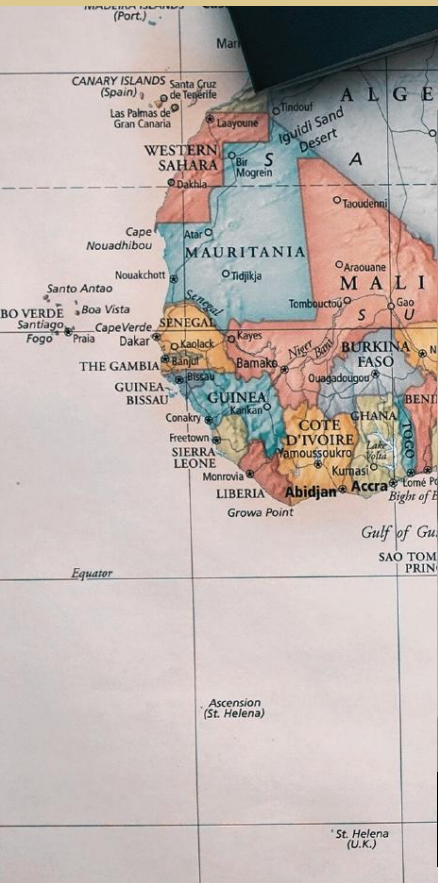 MADEIRA ISLANDS
(Port.)
CANARY ISLANDS
(Spain)
Santa Cruz
de Tenerife
Las Palmas de
Gran Canaria
Laayoune
Tindouf
ALGE
Iguidi Sand
Desert
WESTERN
SAHARA
S
A
Bir
Mogrein
Dakhla
Taoudenni
Cape
Nouadhibou
Atar
MAURITANIA
Nouakchott
Tidjikja
Araouane
MALI
Santo Antao
Boa Vista
BO VERDE
Santiago
Fogo
Praia
Senegal
Tombouctou
Gao
S
U
Cape Verde
Dakar
SENEGAL
Kaolack
Kayes
THE GAMBIA
Banjul
Bamako
Niger
Bani
BURKINA
FASO
N
GUINEA-
BISSAU
Bissau
Ouagadougou
GUINEA
Kankan
BENI
Conakry
GHANA
TOGO
COTE
D'IVOIRE
Freetown
Lake
Volta
Yamoussoukro
SIERRA
LEONE
Kumasi
Monrovia
Lomé
Po
LIBERIA
Abidjan
Accra
Bight of B
Growa Point
Gulf of Gu
SAO TOM
PRIN
Equator
Ascension
(St. Helena)
St. Helena
(U.K.)